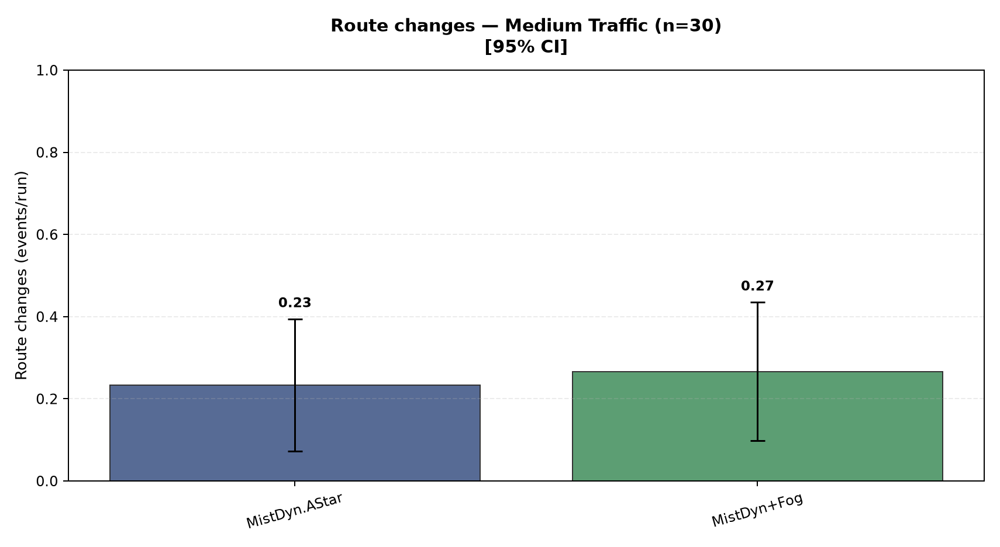 Route changes — Medium Traffic (n=30)
[95% CI]
Route changes (events/run)
1.0
0.8
0.6
0.4
0.2
0.0
0.23
0.27
MistDyn.AStar
MistDyn+Fog